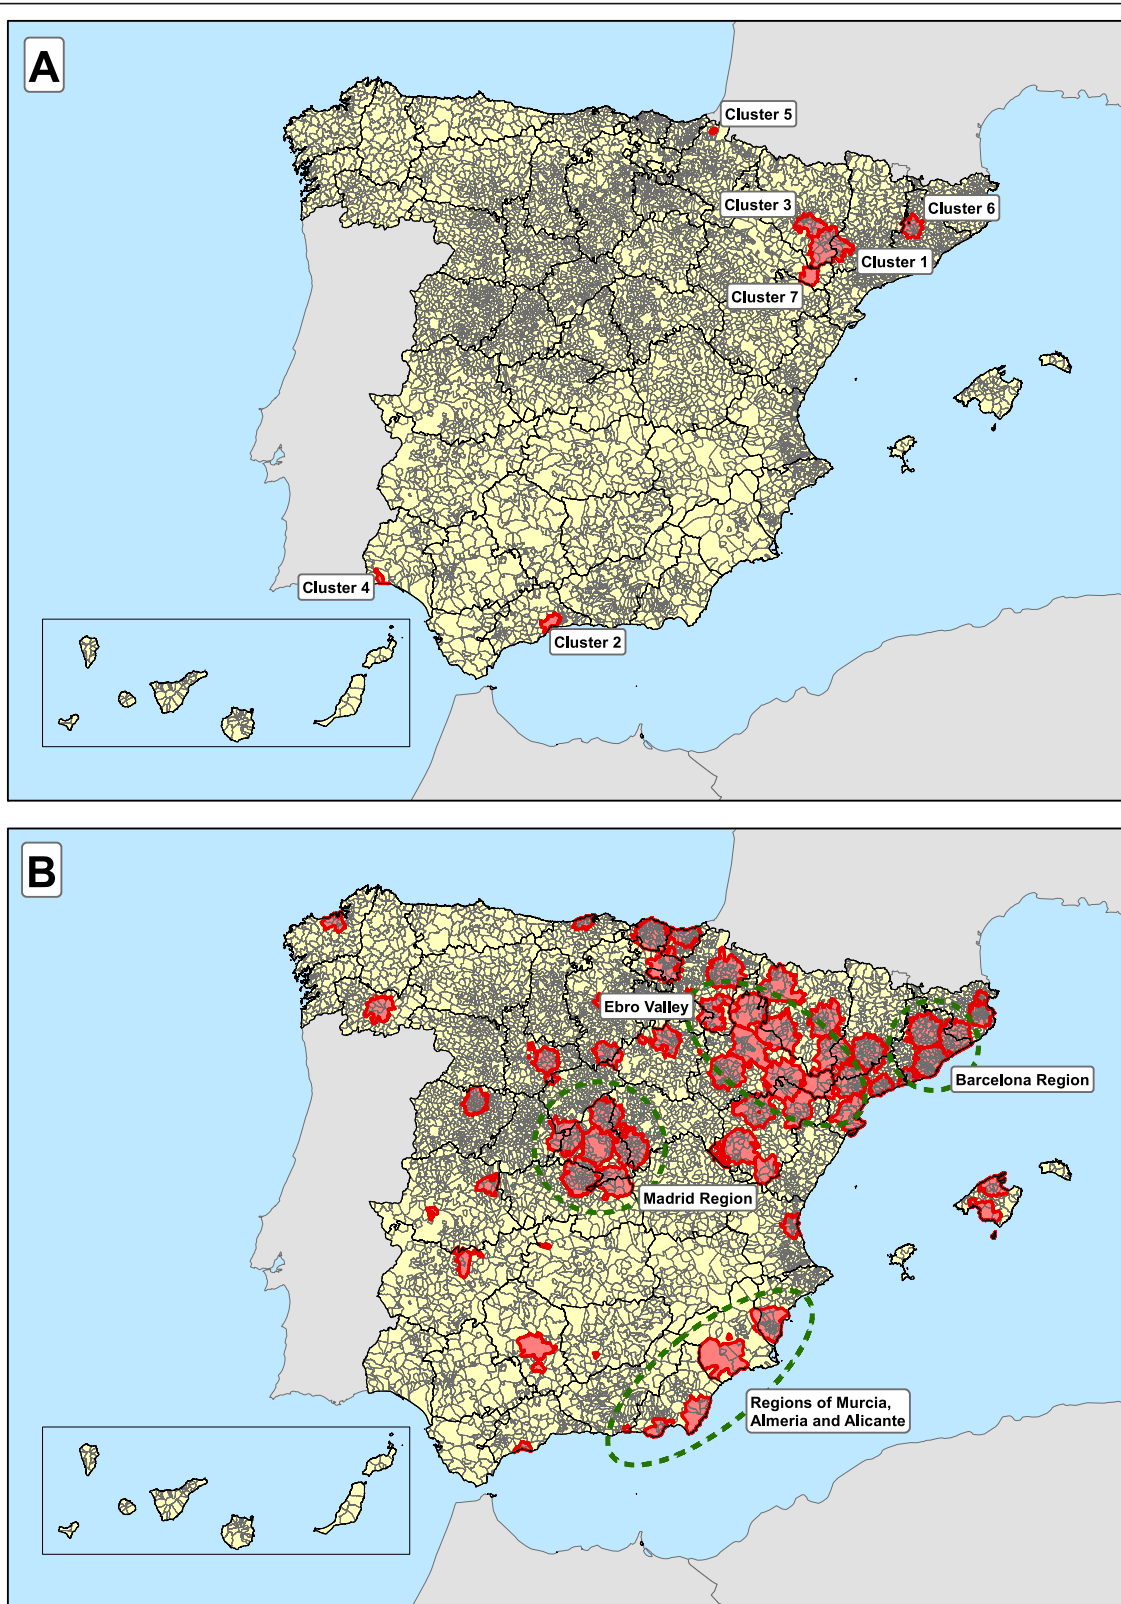 A
Cluster 5
Cluster 3
Cluster 6
Cluster 1
Cluster 7
Cluster 4
Cluster 2
B
Ebro Valley
Barcelona Region
Madrid Region
Regions of Murcia,
Almeria and Alicante